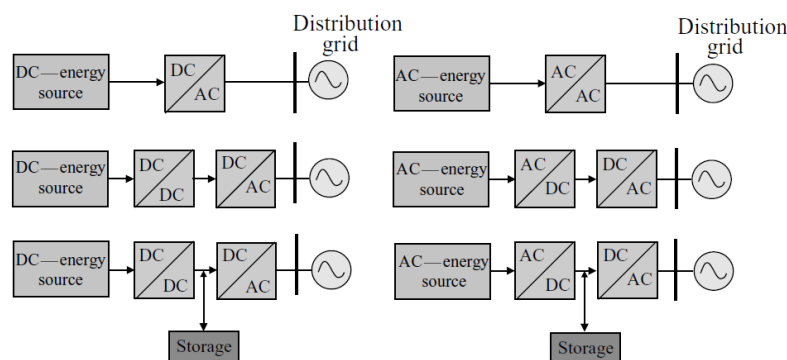 Distribution
grid
DC—energy
source
DC
AC
DC—energy
source
DC
DC
DC
AC
DC—energy
source
DC
DC
DC
AC
Storage
Distribution
grid
AC—energy
source
AC
AC
AC—energy
source
AC
DC
DC
AC
AC—energy
source
AC
DC
DC
AC
Storage